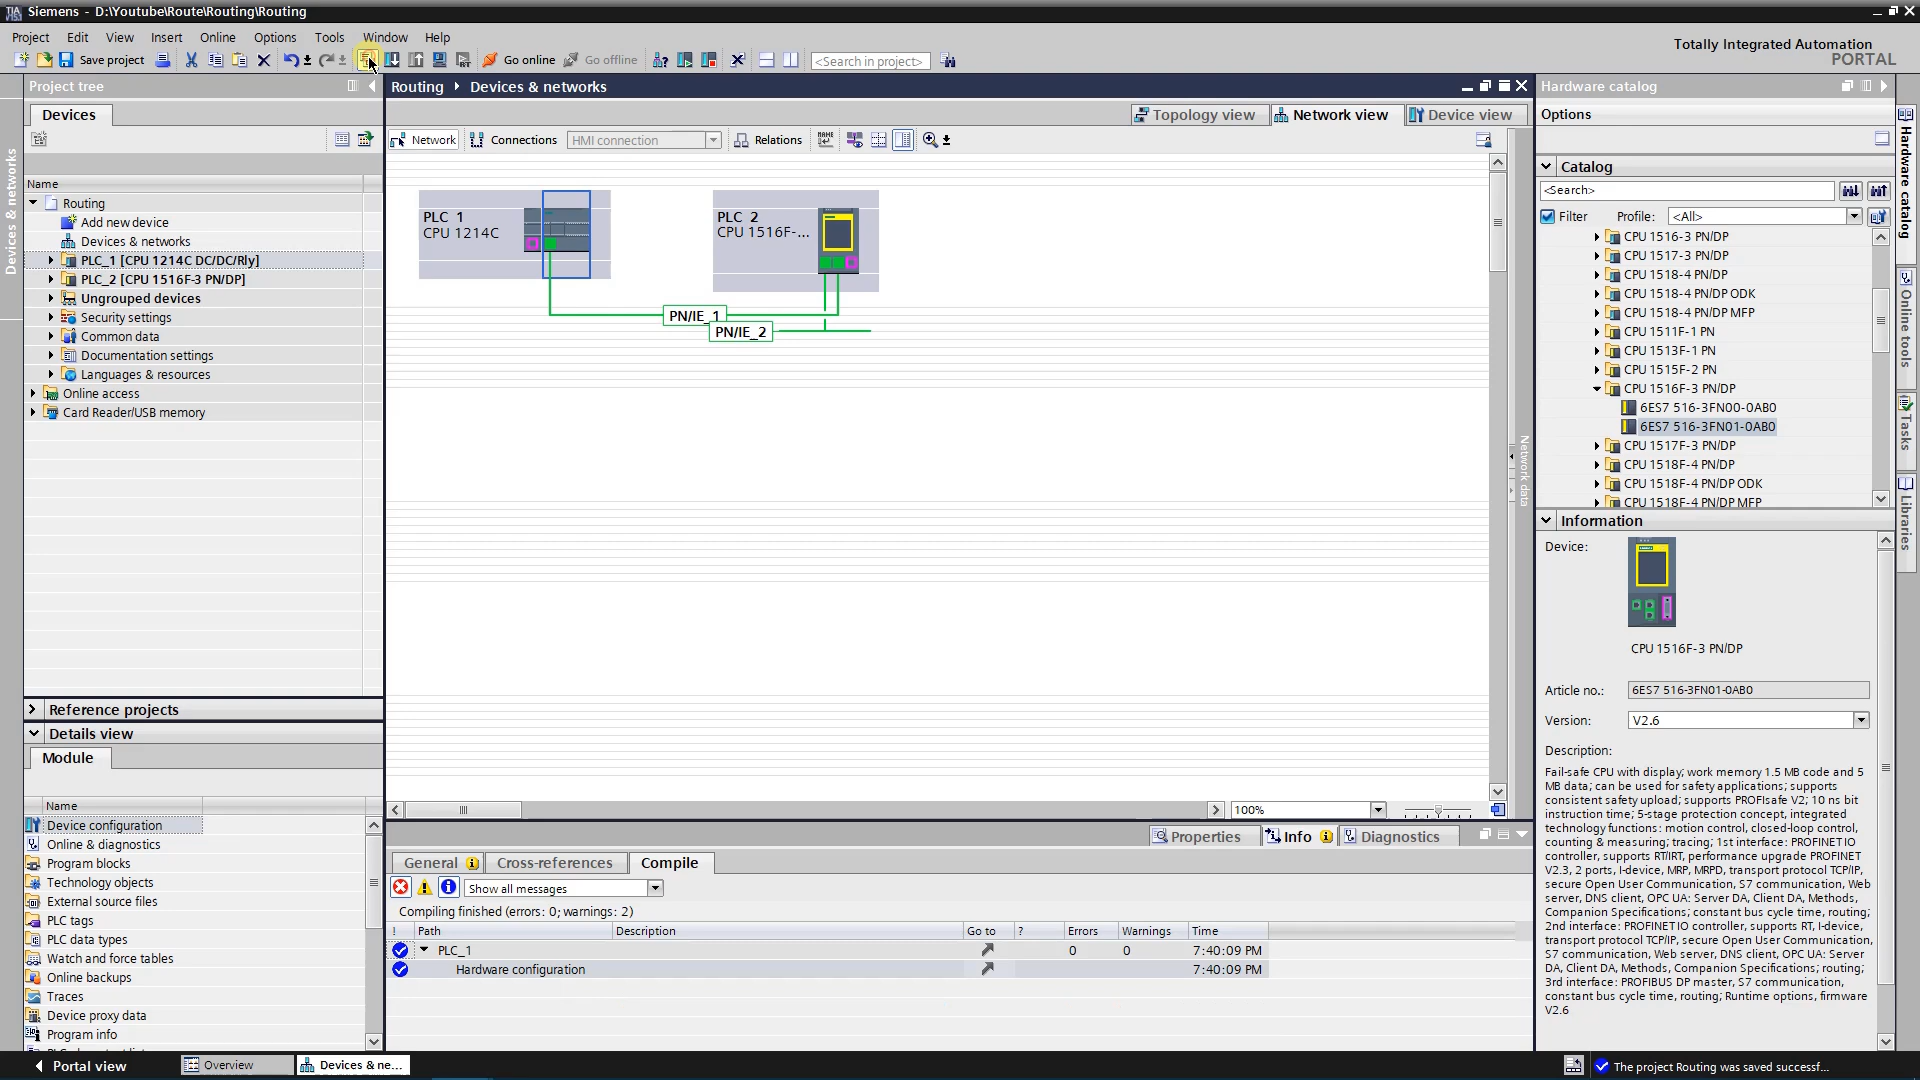 Siemens - D:\Youtube\Route\Routing\Routing
Project Edit View Insert Online Options Tools Window Help
Totally Integrated Automation
PORTAL
Save project
Go online
Go offline
<Search in project>
Project tree
Routing Devices & networks
Hardware catalog
Devices
Topology view
Network view
Device view
Options
Network
Connections
HMI connection
Relations
Devices & networks
Name
Routing
Add new device
Devices & networks
PLC_1 [CPU 1214C DC/DC/Rly]
PLC_2 [CPU 1516F-3 PN/DP]
Ungrouped devices
Security settings
Common data
Documentation settings
Languages & resources
Online access
Card Reader/USB memory
PLC_1
CPU 1214C
PLC_2
CPU 1516F-...
PN/IE_1
PN/IE_2
Network data
100%
Catalog
<Search>
Filter Profile: <All>
CPU 1516-3 PN/DP
CPU 1517-3 PN/DP
CPU 1518-4 PN/DP
CPU 1518-4 PN/DP ODK
CPU 1518-4 PN/DP MFP
CPU 1511F-1 PN
CPU 1513F-1 PN
CPU 1515F-2 PN
CPU 1516F-3 PN/DP
6ES7 516-3FN00-0AB0
6ES7 516-3FN01-0AB0
CPU 1517F-3 PN/DP
CPU 1518F-4 PN/DP
CPU 1518F-4 PN/DP ODK
CPU 1518F-4 PN/DP MFP
Hardware catalog
Online tools
Tasks
Libraries
Information
Device:
CPU 1516F-3 PN/DP
Article no.: 6ES7 516-3FN01-0AB0
Version: V2.6
Description:
Fail-safe CPU with display; work memory 1.5 MB code and 5
MB data; can be used for safety applications; supports
consistent safety upload; supports PROFIsafe V2; 10 ns bit
instruction time; 5-stage protection concept, integrated
technology functions: motion control, closed-loop control,
counting & measuring; tracing; 1st interface: PROFINET IO
controller, supports RT/IRT, performance upgrade PROFINET
V2.3, 2 ports, I-device, MRP, MRPD, transport protocol TCP/IP,
secure Open User Communication, S7 communication, Web
server, DNS client, OPC UA: Server DA, Client DA, Methods,
Companion Specifications; constant bus cycle time, routing;
2nd interface: PROFINET IO controller, supports RT, I-device,
transport protocol TCP/IP, secure Open User Communication,
S7 communication, Web server, DNS client, OPC UA: Server
DA, Client DA, Methods, Companion Specifications; routing;
3rd interface: PROFIBUS DP master, S7 communication,
constant bus cycle time, routing; Runtime options, firmware
V2.6
Reference projects
Details view
Module
Name
Device configuration
Online & diagnostics
Program blocks
Technology objects
External source files
PLC tags
PLC data types
Watch and force tables
Online backups
Traces
Device proxy data
Program info
Properties
Info
Diagnostics
General
Cross-references
Compile
Show all messages
Compiling finished (errors: 0; warnings: 2)
! Path Description Go to ? Errors Warnings Time
PLC_1 0 0 7:40:09 PM
Hardware configuration 7:40:09 PM
Portal view
Overview
Devices & ne...
The project Routing was saved successf...